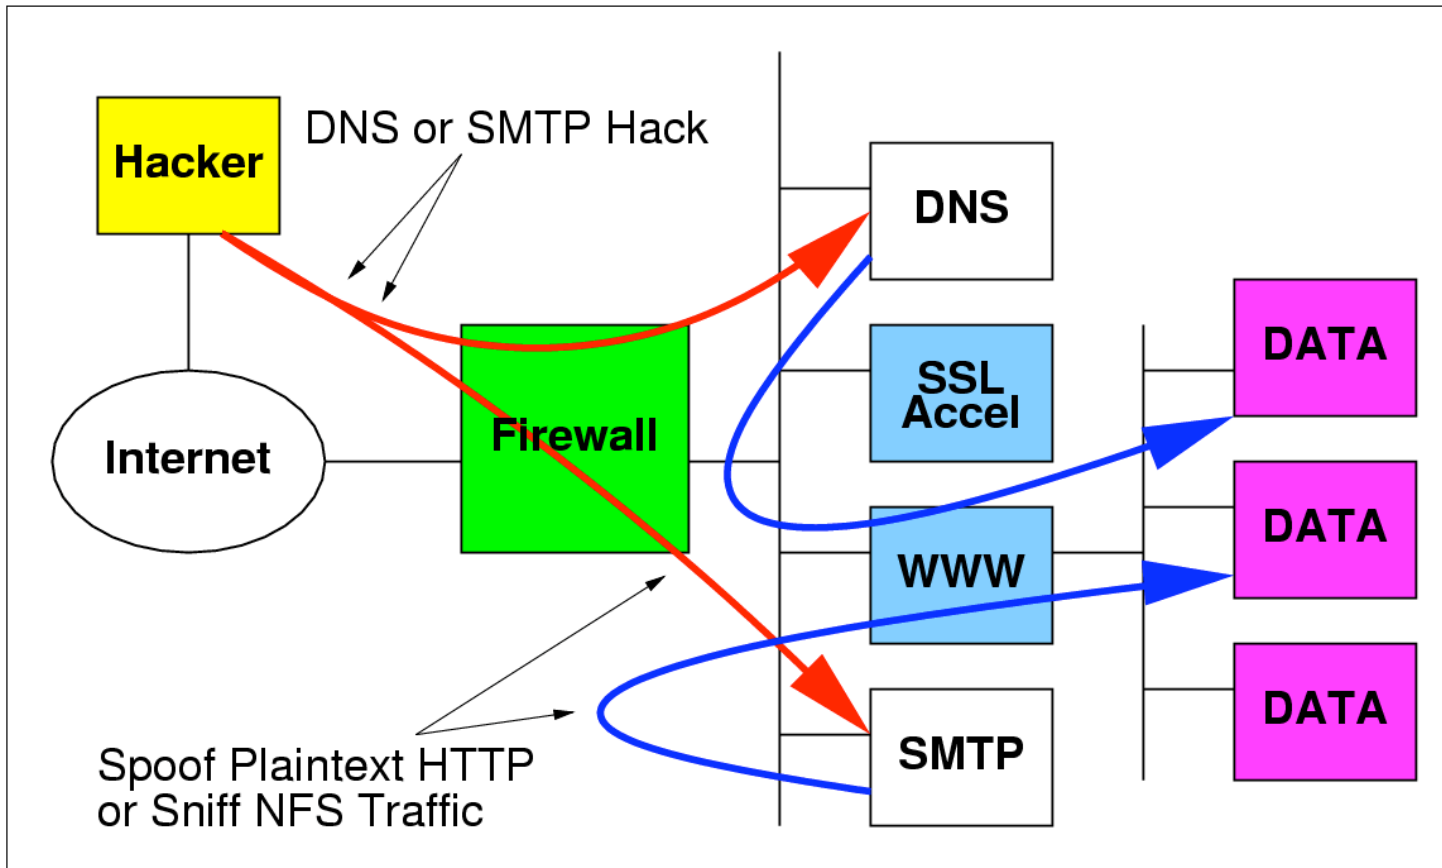 DNS or SMTP Hack
Hacker
DNS
DATA
SSL
Accel
Firewall
Internet
DATA
WWW
DATA
SMTP
Spoof Plaintext HTTP
or Sniff NFS Traffic